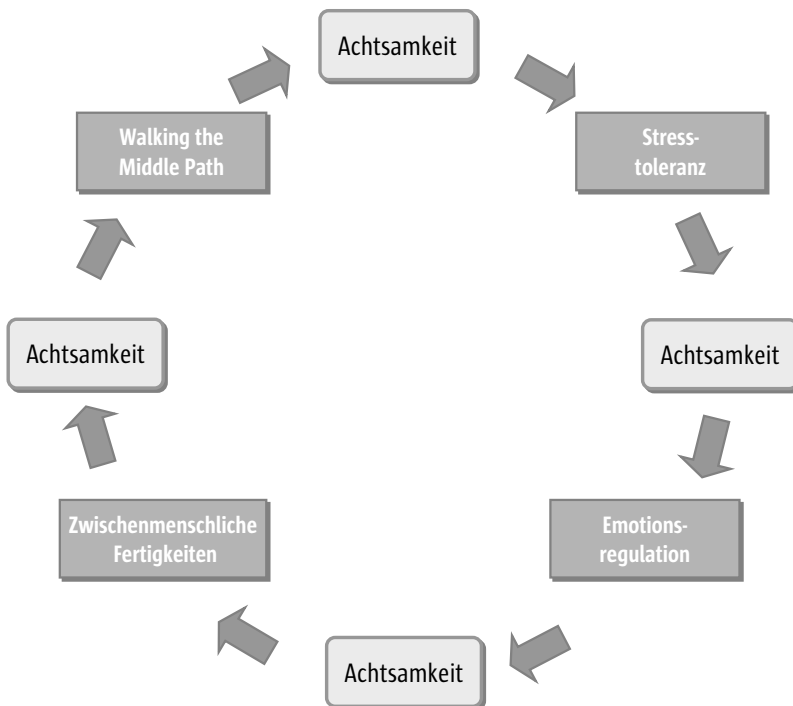 Achtsamkeit
Stress-
toleranz
Achtsamkeit
Emotions-
regulation
Achtsamkeit
Zwischenmenschliche
Fertigkeiten
Achtsamkeit
Walking the
Middle Path